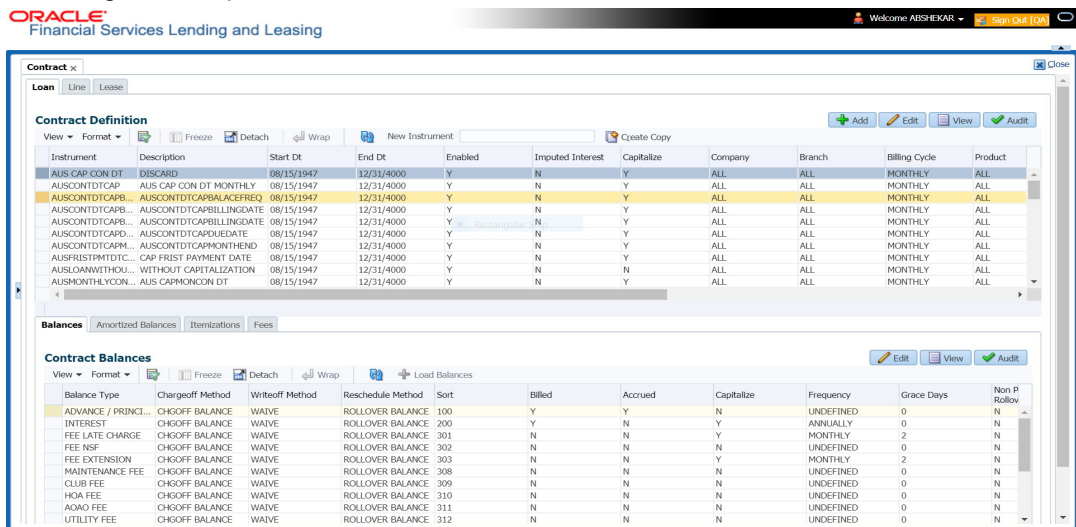 ORACLE
Financial Services Lending and Leasing
Welcome ABSHEKAR Sign Out (QA)
Contract × Close
Loan Line Lease
Contract Definition Add Edit View Audit
View Format Freeze Detach Wrap New Instrument Create Copy
Instrument Description Start Dt End Dt Enabled Imputed Interest Capitalize Company Branch Billing Cycle Product
AUS CAP CON DT DISCARD 08/15/1947 12/31/4000 Y N Y ALL ALL MONTHLY ALL
AUSCONTDTCAP AUS CAP CON DT MONTHLY 08/15/1947 12/31/4000 Y N Y ALL ALL MONTHLY ALL
AUSCONTDTCAPB... AUSCONTDTCAPBALACEFREQ 08/15/1947 12/31/4000 Y N Y ALL ALL MONTHLY ALL
AUSCONTDTCAPB... AUSCONTDTCAPBILLINGDATE 08/15/1947 12/31/4000 Y N Y ALL ALL MONTHLY ALL
AUSCONTDTCAPB... AUSCONTDTCAPBILLINGDATE 08/15/1947 12/31/4000 Y N Y ALL ALL MONTHLY ALL
AUSCONTDTCAPD... AUSCONTDTCAPDUEDATE 08/15/1947 12/31/4000 Y N Y ALL ALL MONTHLY ALL
AUSCONTDTCAPM... AUSCONTDTCAPMONTHEND 08/15/1947 12/31/4000 Y N Y ALL ALL MONTHLY ALL
AUSFRISTPMTDTC... CAP FRIST PAYMENT DATE 08/15/1947 12/31/4000 Y N Y ALL ALL MONTHLY ALL
AUSLOANWITHOU... WITHOUT CAPITALIZATION 08/15/1947 12/31/4000 Y N N ALL ALL MONTHLY ALL
AUSMONTHLYCON... AUS CAPMONCON DT 08/15/1947 12/31/4000 Y N Y ALL ALL MONTHLY ALL
Balances Amortized Balances Itemizations Fees
Contract Balances Edit View Audit
View Format Freeze Detach Wrap Load Balances
Balance Type Chargeoff Method Writeoff Method Reschedule Method Sort Billed Accrued Capitalize Frequency Grace Days Non P Rollov
ADVANCE / PRINCI... CHGOFF BALANCE WAIVE ROLLOVER BALANCE 100 Y Y N UNDEFINED 0 N
INTEREST CHGOFF BALANCE WAIVE ROLLOVER BALANCE 200 Y N Y ANNUALLY 0 N
FEE LATE CHARGE CHGOFF BALANCE WAIVE ROLLOVER BALANCE 301 N N Y MONTHLY 2 N
FEE NSF CHGOFF BALANCE WAIVE ROLLOVER BALANCE 302 N N N UNDEFINED 0 N
FEE EXTENSION CHGOFF BALANCE WAIVE ROLLOVER BALANCE 303 N N Y MONTHLY 2 N
MAINTENANCE FEE CHGOFF BALANCE WAIVE ROLLOVER BALANCE 308 N N N UNDEFINED 0 N
CLUB FEE CHGOFF BALANCE WAIVE ROLLOVER BALANCE 309 N N N UNDEFINED 0 N
HOA FEE CHGOFF BALANCE WAIVE ROLLOVER BALANCE 310 N N N UNDEFINED 0 N
AOAO FEE CHGOFF BALANCE WAIVE ROLLOVER BALANCE 311 N N N UNDEFINED 0 N
UTILITY FEE CHGOFF BALANCE WAIVE ROLLOVER BALANCE 312 N N N UNDEFINED 0 N